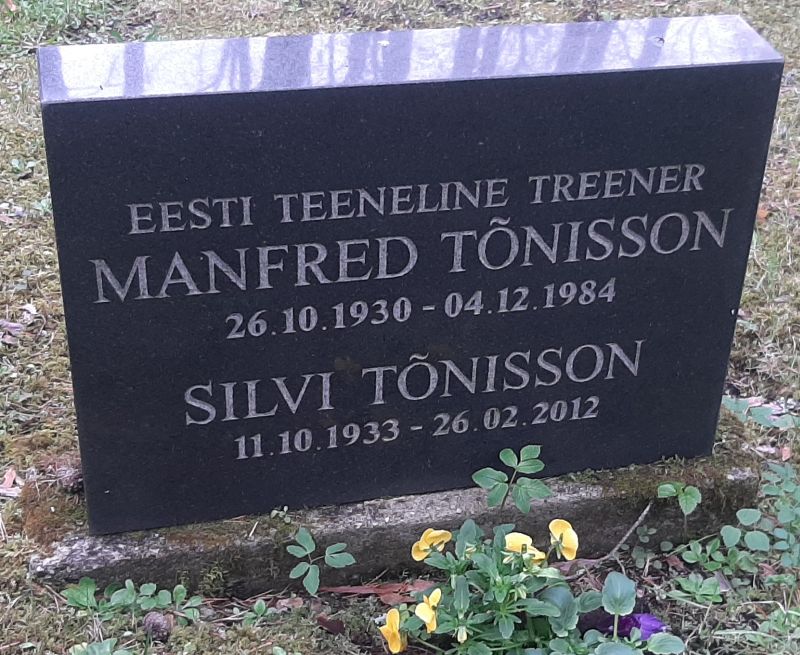 EESTI TEENELINE TREENER
MANFRED TÕNISSON
26.10.1930 - 04.12.1984
SILVI TÕNISSON
11.10.1933 - 26.02.2012